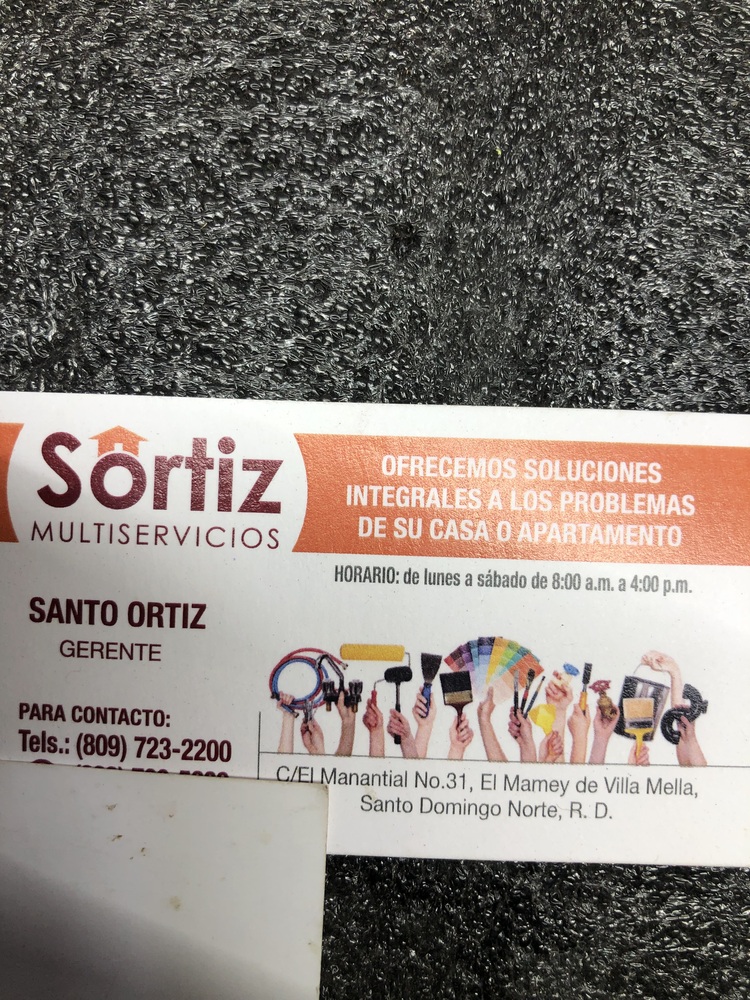 Sortiz
MULTISERVICIOS
OFRECEMOS SOLUCIONES
INTEGRALES A LOS PROBLEMAS
DE SU CASA O APARTAMENTO
HORARIO: de lunes a sábado de 8:00 a.m. a 4:00 p.m.
SANTO ORTIZ
GERENTE
PARA CONTACTO:
Tels.: (809) 723-2200
C/El Manantial No.31, El Mamey de Villa Mella,
Santo Domingo Norte, R. D.